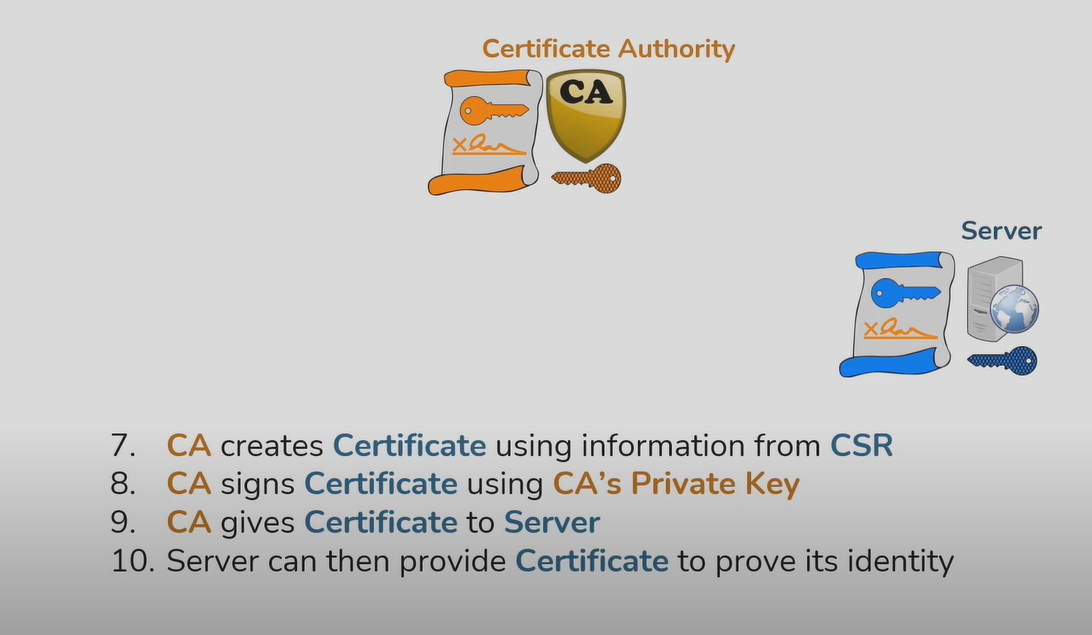 Certificate Authority
CA
Server
7. CA creates Certificate using information from CSR
8. CA signs Certificate using CA’s Private Key
9. CA gives Certificate to Server
10. Server can then provide Certificate to prove its identity